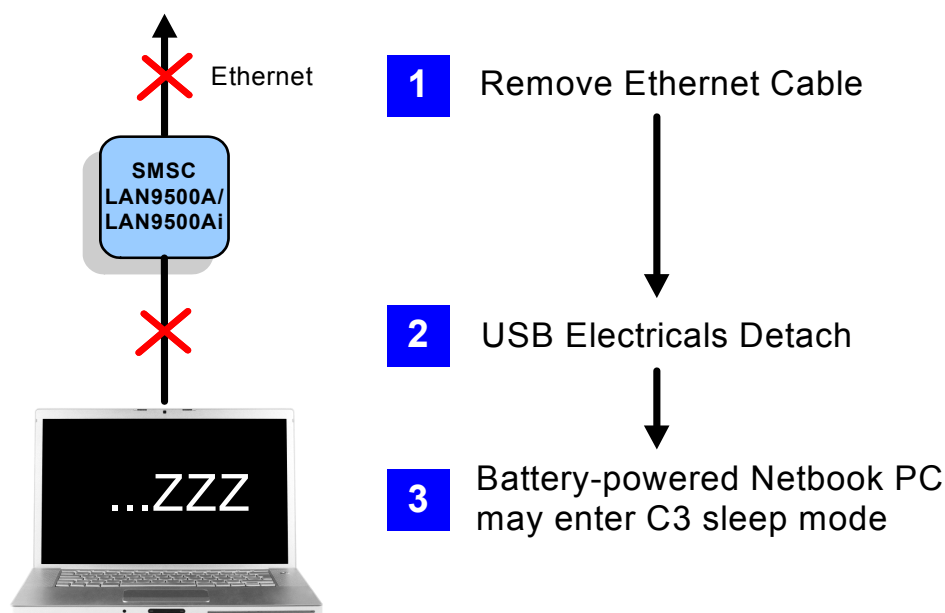 Ethernet
SMSC
LAN9500A/
LAN9500Ai
...ZZZ
1
Remove Ethernet Cable
2
USB Electricals Detach
3
Battery-powered Netbook PC
may enter C3 sleep mode